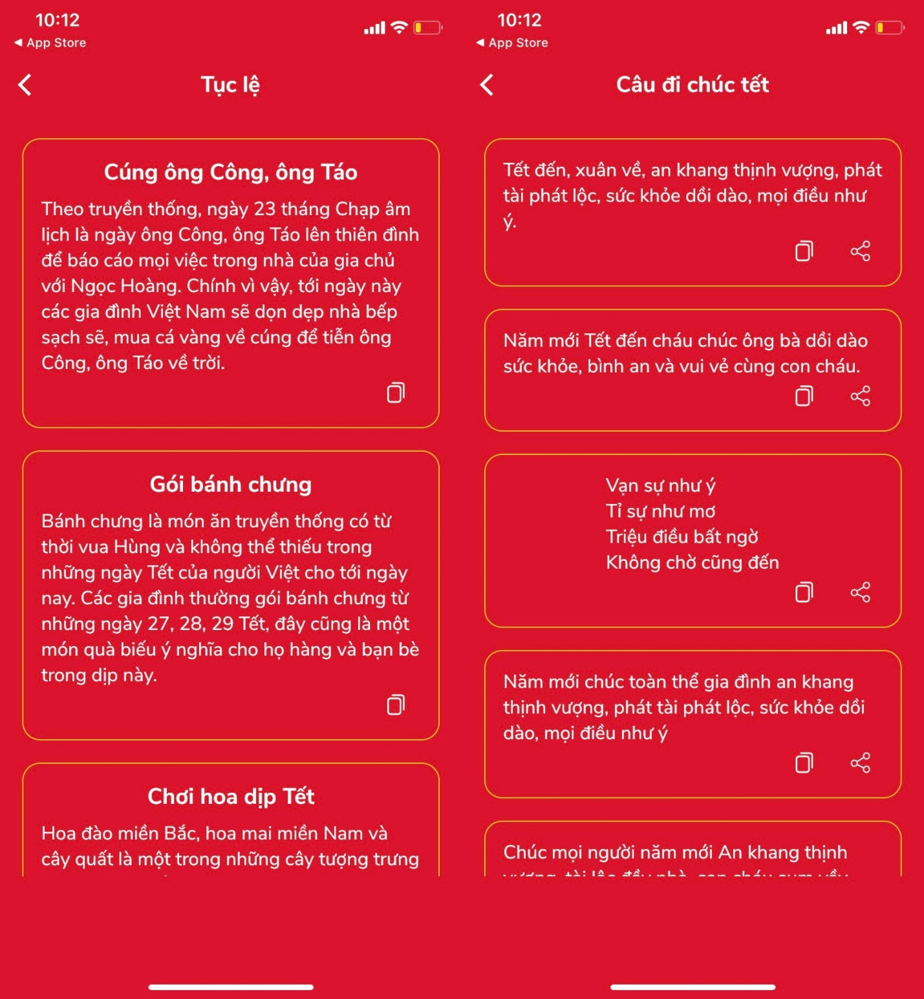 10:12
◀ App Store
Tục lệ
Cúng ông Công, ông Táo
Theo truyền thống, ngày 23 tháng Chạp âm
lịch là ngày ông Công, ông Táo lên thiên đình
để báo cáo mọi việc trong nhà của gia chủ
với Ngọc Hoàng. Chính vì vậy, tới ngày này
các gia đình Việt Nam sẽ dọn dẹp nhà bếp
sạch sẽ, mua cá vàng về cúng để tiễn ông
Công, ông Táo về trời.
Gói bánh chưng
Bánh chưng là món ăn truyền thống có từ
thời vua Hùng và không thể thiếu trong
những ngày Tết của người Việt cho tới ngày
nay. Các gia đình thường gói bánh chưng từ
những ngày 27, 28, 29 Tết, đây cũng là một
món quà biếu ý nghĩa cho họ hàng và bạn bè
trong dịp này.
Chơi hoa dịp Tết
Hoa đào miền Bắc, hoa mai miền Nam và
cây quất là một trong những cây tượng trưng
10:12
◀ App Store
Câu đi chúc tết
Tết đến, xuân về, an khang thịnh vượng, phát
tài phát lộc, sức khỏe dồi dào, mọi điều như
ý.
Năm mới Tết đến cháu chúc ông bà dồi dào
sức khỏe, bình an và vui vẻ cùng con cháu.
Vạn sự như ý
Tỉ sự như mơ
Triệu điều bất ngờ
Không chờ cũng đến
Năm mới chúc toàn thể gia đình an khang
thịnh vượng, phát tài phát lộc, sức khỏe dồi
dào, mọi điều như ý
Chúc mọi người năm mới An khang thịnh
vượng, tài lộc đầy nhà, con cháu sum vầy